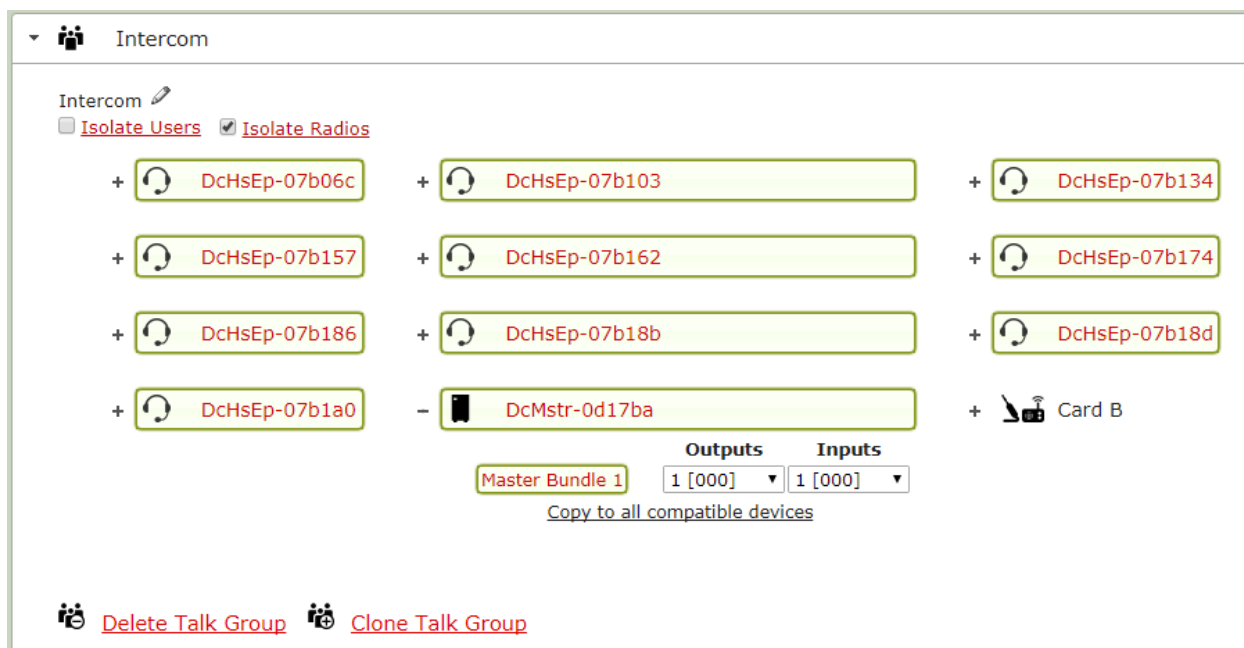 Intercom
Intercom
Isolate Users Isolate Radios
+ DcHsEp-07b06c + DcHsEp-07b103 + DcHsEp-07b134
+ DcHsEp-07b157 + DcHsEp-07b162 + DcHsEp-07b174
+ DcHsEp-07b186 + DcHsEp-07b18b + DcHsEp-07b18d
+ DcHsEp-07b1a0 − DcMstr-0d17ba + Card B
Outputs Inputs
Master Bundle 1 1 [000] 1 [000]
Copy to all compatible devices
Delete Talk Group Clone Talk Group